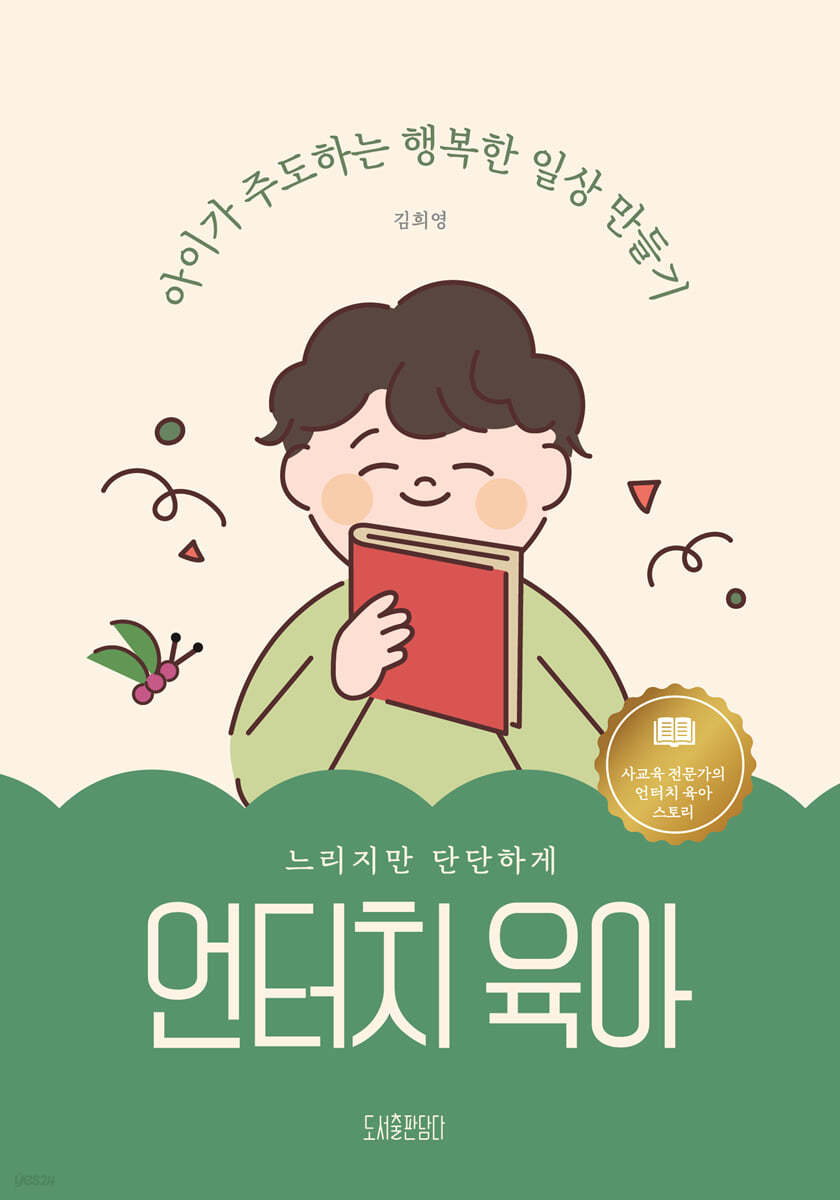 아이가 주도하는 행복한 일상 만들기
김희영
사교육 전문가의
언터치 육아
스토리
느리지만 단단하게
언터치 육아
도서출판담다
yes24